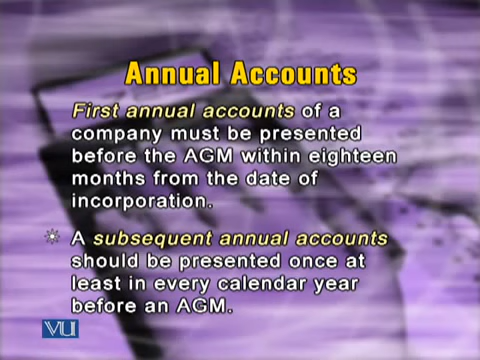 Annual Accounts
First annual accounts of a
company must be presented
before the AGM within eighteen
months from the date of
incorporation.
A subsequent annual accounts
should be presented once at
least in every calendar year
before an AGM.
VU